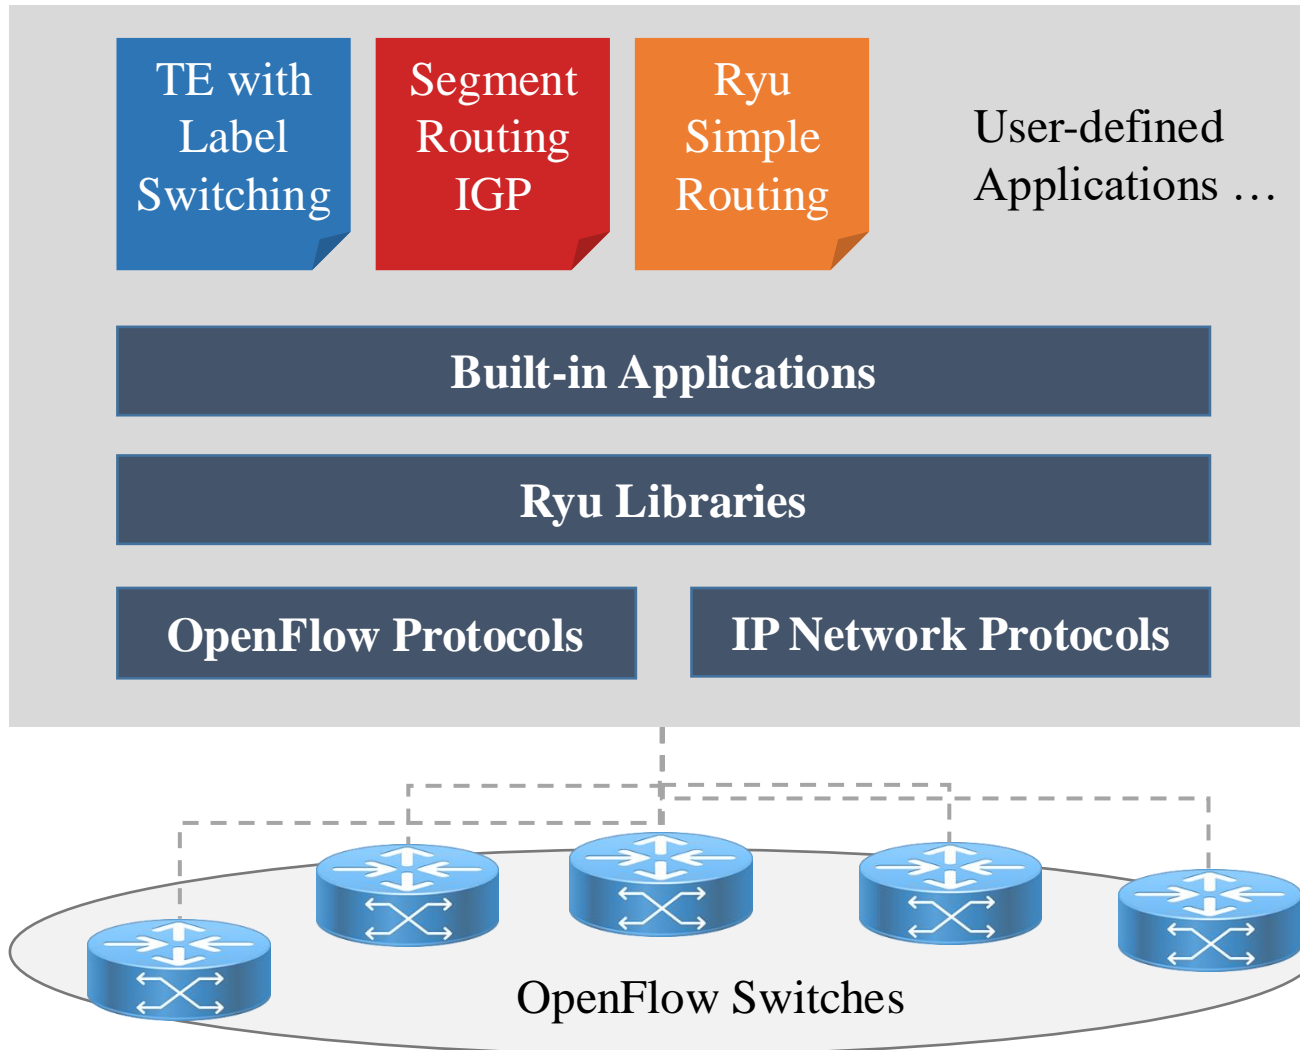 TE with
Label
Switching
Segment
Routing
IGP
Ryu
Simple
Routing
User-defined
Applications …
Built-in Applications
Ryu Libraries
OpenFlow Protocols
IP Network Protocols
OpenFlow Switches